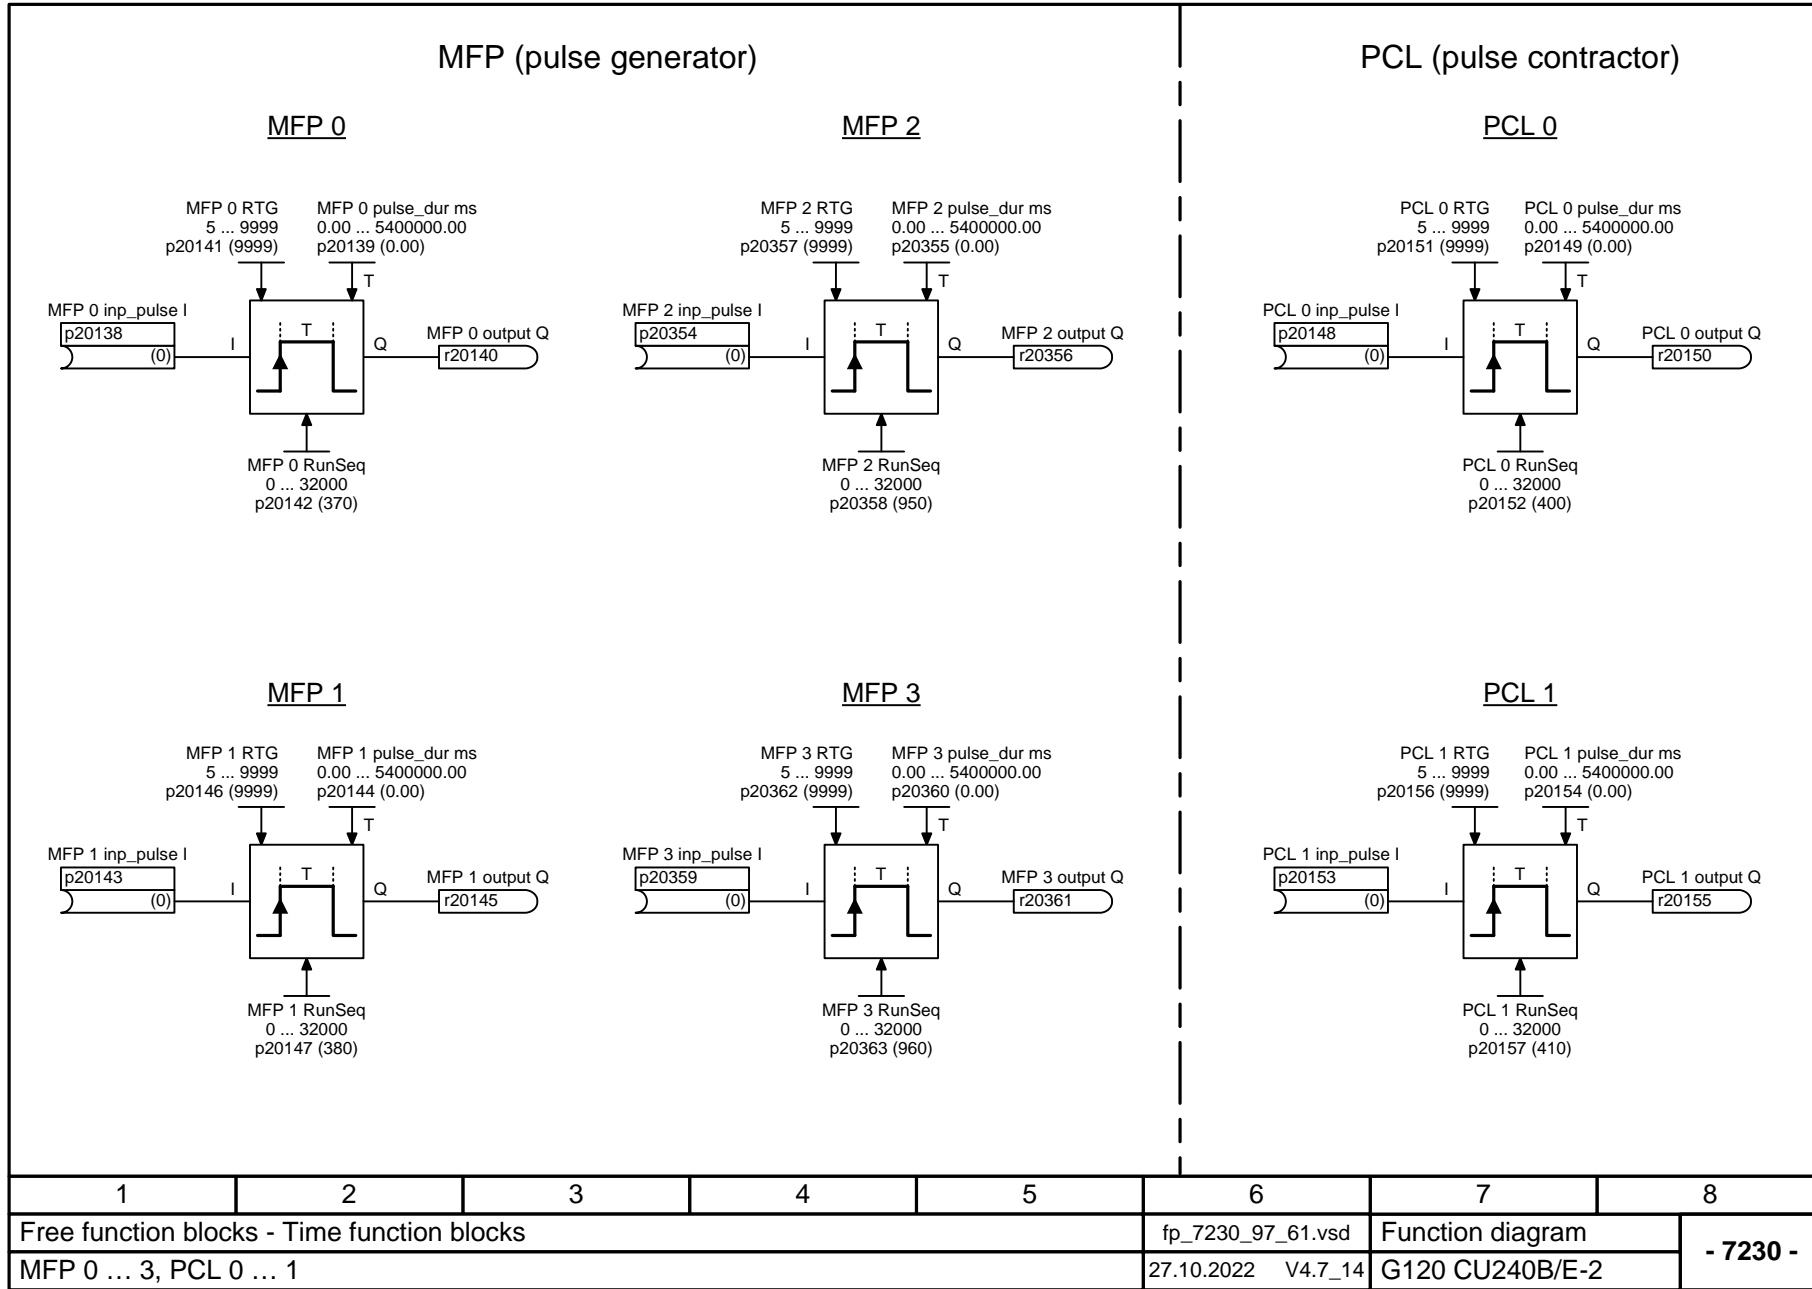 MFP (pulse generator)
PCL (pulse contractor)
MFP 0
MFP 0 RTG
5 ... 9999
p20141 (9999)
MFP 0 pulse_dur ms
0.00 ... 5400000.00
p20139 (0.00)
T
MFP 0 inp_pulse I
p20138
(0)
I
T
Q
MFP 0 output Q
r20140
MFP 0 RunSeq
0 ... 32000
p20142 (370)
MFP 2
MFP 2 RTG
5 ... 9999
p20357 (9999)
MFP 2 pulse_dur ms
0.00 ... 5400000.00
p20355 (0.00)
T
MFP 2 inp_pulse I
p20354
(0)
I
T
Q
MFP 2 output Q
r20356
MFP 2 RunSeq
0 ... 32000
p20358 (950)
PCL 0
PCL 0 RTG
5 ... 9999
p20151 (9999)
PCL 0 pulse_dur ms
0.00 ... 5400000.00
p20149 (0.00)
T
PCL 0 inp_pulse I
p20148
(0)
I
T
Q
PCL 0 output Q
r20150
PCL 0 RunSeq
0 ... 32000
p20152 (400)
MFP 1
MFP 1 RTG
5 ... 9999
p20146 (9999)
MFP 1 pulse_dur ms
0.00 ... 5400000.00
p20144 (0.00)
T
MFP 1 inp_pulse I
p20143
(0)
I
T
Q
MFP 1 output Q
r20145
MFP 1 RunSeq
0 ... 32000
p20147 (380)
MFP 3
MFP 3 RTG
5 ... 9999
p20362 (9999)
MFP 3 pulse_dur ms
0.00 ... 5400000.00
p20360 (0.00)
T
MFP 3 inp_pulse I
p20359
(0)
I
T
Q
MFP 3 output Q
r20361
MFP 3 RunSeq
0 ... 32000
p20363 (960)
PCL 1
PCL 1 RTG
5 ... 9999
p20156 (9999)
PCL 1 pulse_dur ms
0.00 ... 5400000.00
p20154 (0.00)
T
PCL 1 inp_pulse I
p20153
(0)
I
T
Q
PCL 1 output Q
r20155
PCL 1 RunSeq
0 ... 32000
p20157 (410)
1 2 3 4 5 6 7 8
Free function blocks - Time function blocks
fp_7230_97_61.vsd
Function diagram
- 7230 -
MFP 0 … 3, PCL 0 … 1
27.10.2022 V4.7_14
G120 CU240B/E-2